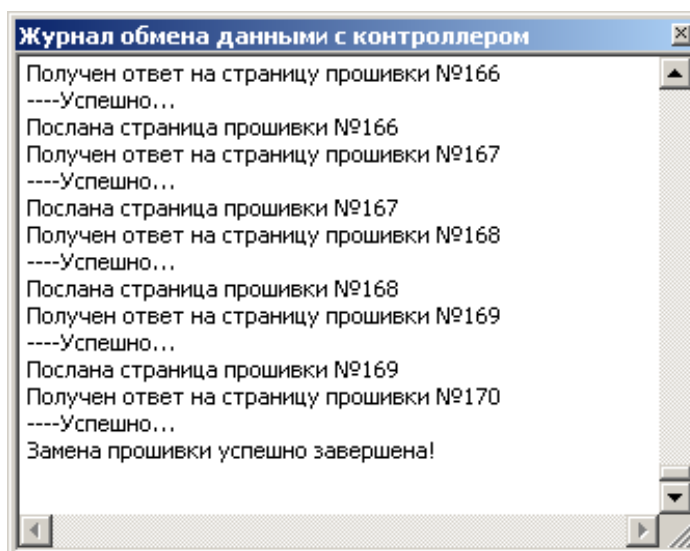 Журнал обмена данными с контроллером
Получен ответ на страницу прошивки №166
----Успешно...
Послана страница прошивки №166
Получен ответ на страницу прошивки №167
----Успешно...
Послана страница прошивки №167
Получен ответ на страницу прошивки №168
----Успешно...
Послана страница прошивки №168
Получен ответ на страницу прошивки №169
----Успешно...
Послана страница прошивки №169
Получен ответ на страницу прошивки №170
----Успешно...
Замена прошивки успешно завершена!